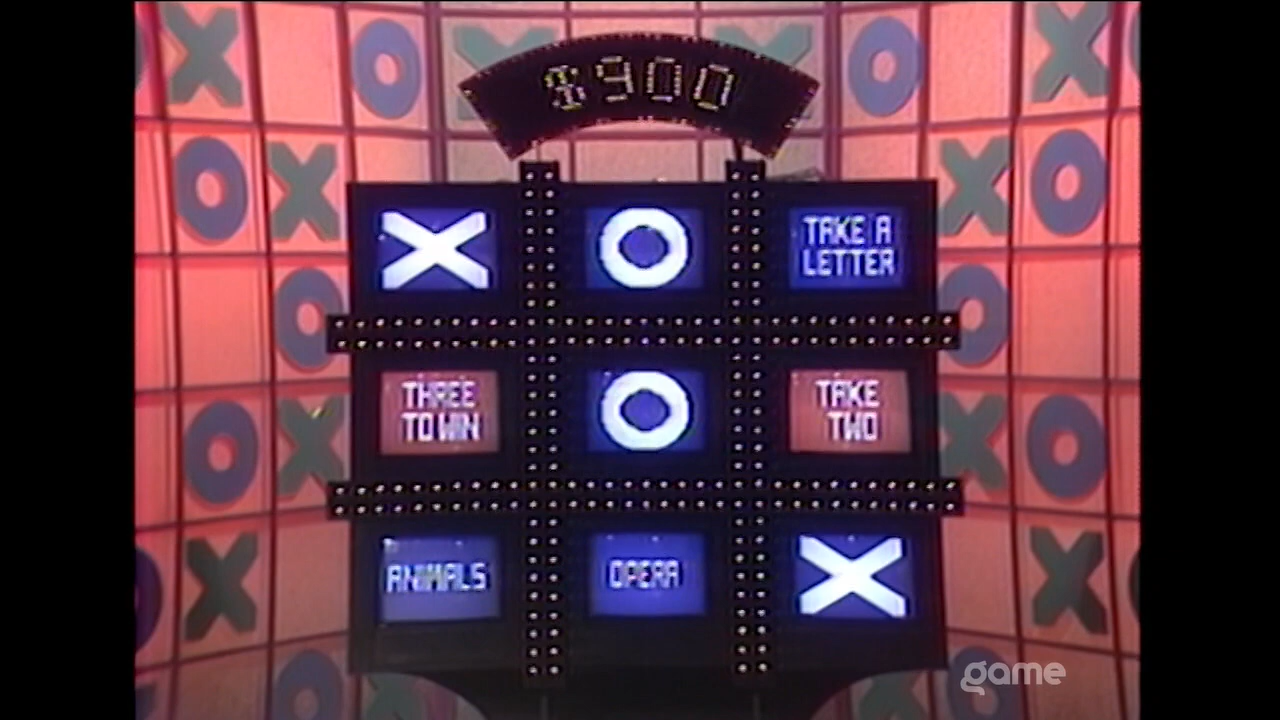 $900
X
O
TAKE A
LETTER
THREE
TO WIN
O
TAKE
TWO
ANIMALS
OPERA
X
game